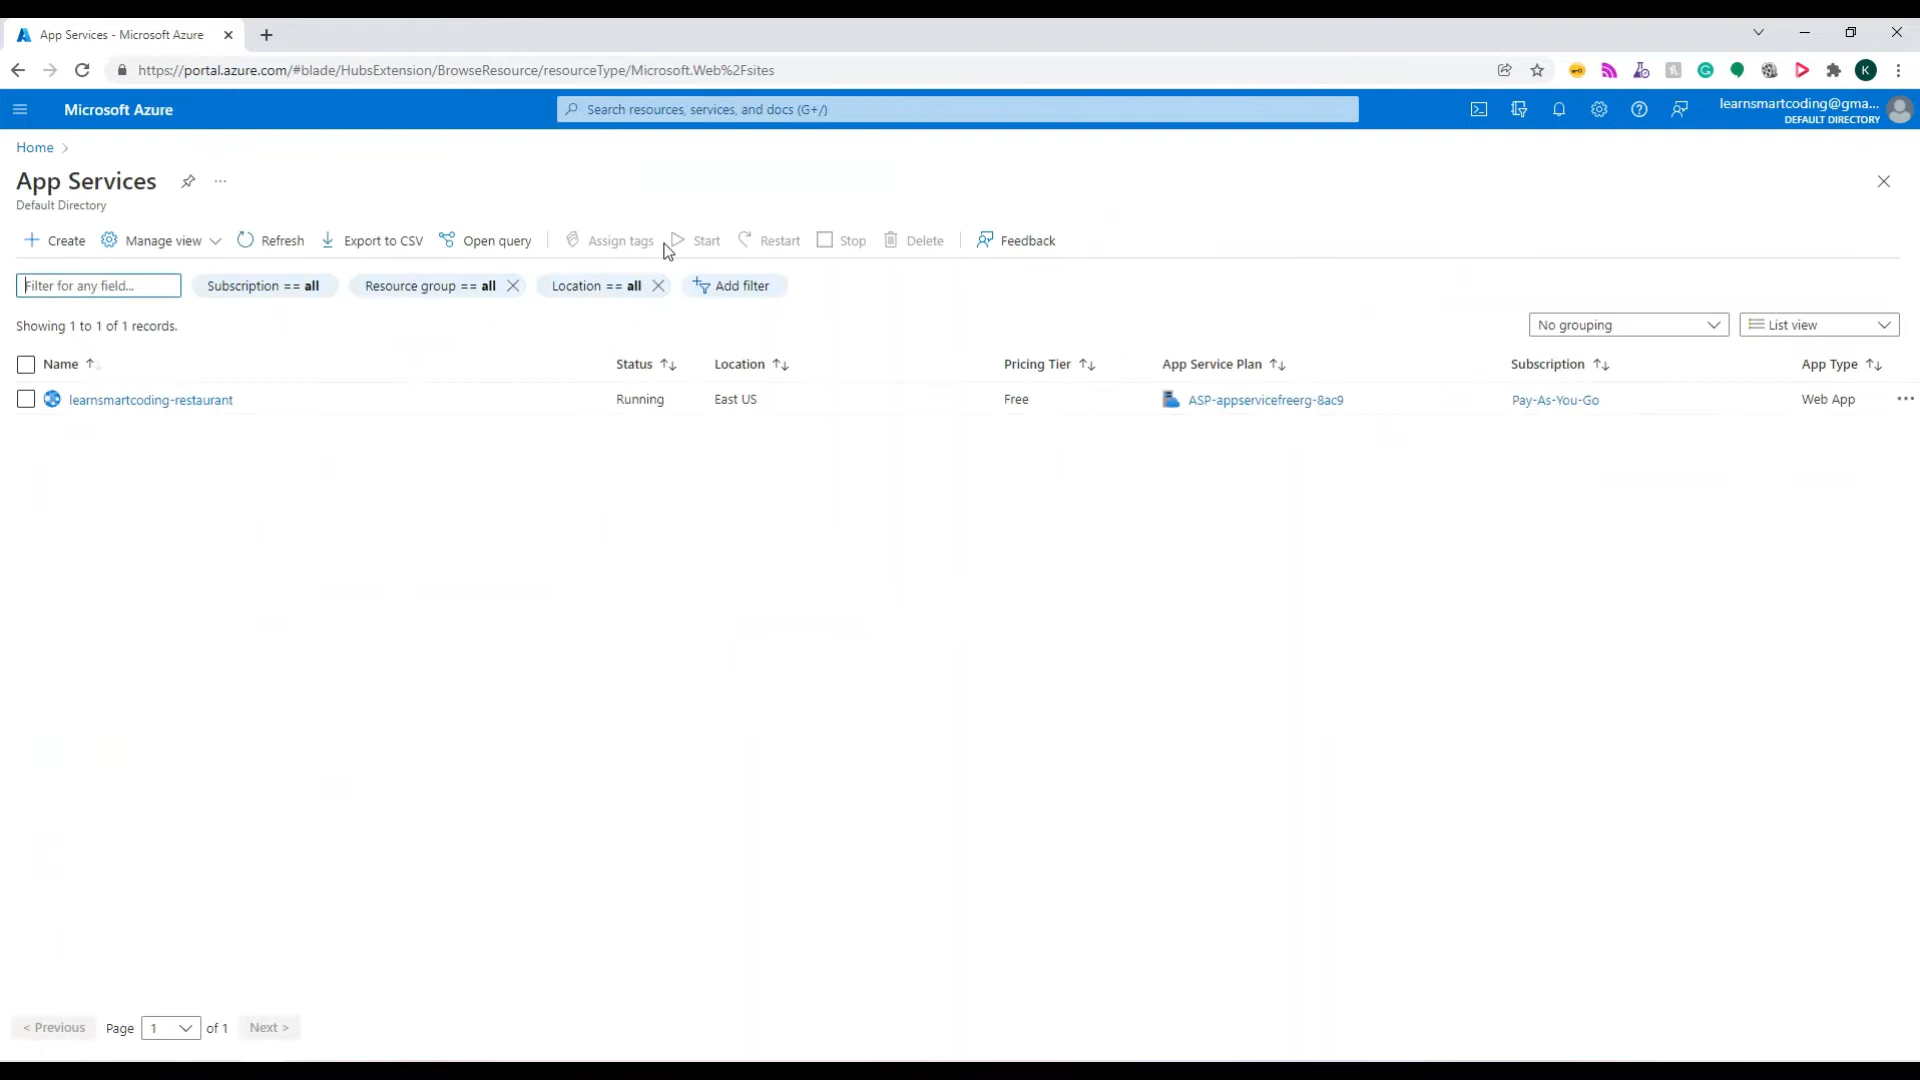 App Services - Microsoft Azure
https://portal.azure.com/#blade/HubsExtension/BrowseResource/resourceType/Microsoft.Web%2Fsites
K
Microsoft Azure
Search resources, services, and docs (G+/)
learnsmartcoding@gma...
DEFAULT DIRECTORY
Home
App Services
Default Directory
Create Manage view Refresh Export to CSV Open query Assign tags Start Restart Stop Delete Feedback
Filter for any field... Subscription == all Resource group == all Location == all Add filter
Showing 1 to 1 of 1 records. No grouping List view
Name Status Location Pricing Tier App Service Plan Subscription App Type
learnsmartcoding-restaurant Running East US Free ASP-appservicefreerg-8ac9 Pay-As-You-Go Web App
< Previous Page 1 of 1 Next >